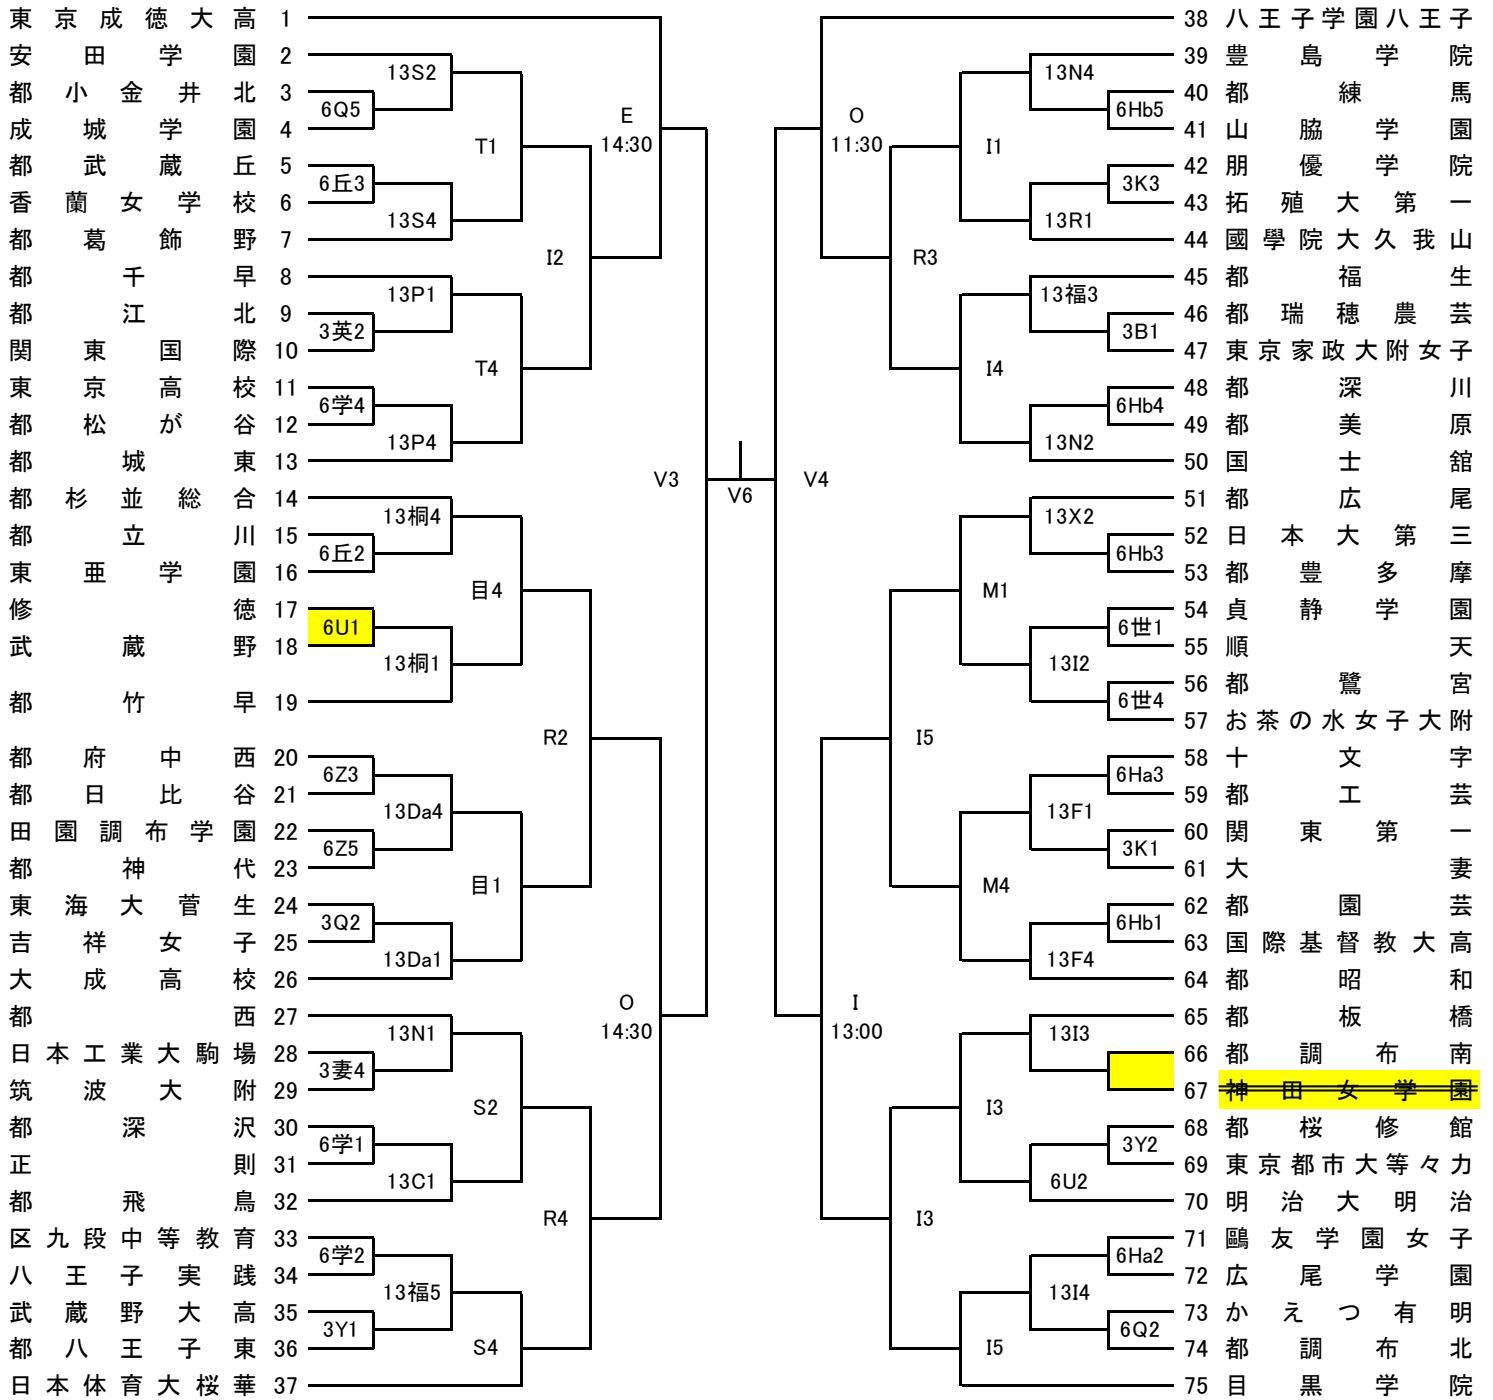 東京成徳大高 1
安田学園 2
都小金井北 3
成城学園 4
都武蔵丘 5
香蘭女学校 6
都葛飾野 7
都千早 8
都江北 9
関東国際 10
東京高校 11
都松が谷 12
都城東 13
都杉並総合 14
都立川 15
東亜学園 16
修徳 17
武蔵野 18
都竹早 19
都府中西 20
都日比谷 21
田園調布学園 22
都神代 23
東海大菅生 24
吉祥女子 25
大成高校 26
都西 27
日本工業大駒場 28
筑波大附 29
都深沢 30
正則 31
都飛鳥 32
区九段中等教育 33
八王子実践 34
武蔵野大高 35
都八王子東 36
日本体育大桜華 37
6Q5
6丘3
3英2
6学4
6丘2
6U1
6Z3
6Z5
3Q2
3妻4
6学1
6学2
3Y1
13S2
13S4
13P1
13P4
13桐4
13桐1
13Da4
13Da1
13N1
13C1
13福5
T1
T4
目4
目1
S2
S4
I2
R2
R4
E
14:30
O
14:30
V3
V6
V4
O
11:30
I
13:00
R3
I5
I3
I1
I4
M1
M4
I3
I5
13N4
13R1
13福3
13N2
13X2
13I2
13F1
13F4
13I3
6U2
13I4
6Hb5
3K3
3B1
6Hb4
6Hb3
6世1
6世4
6Ha3
3K1
6Hb1
3Y2
6Ha2
6Q2
38 八王子学園八王子
39 豊島学院
40 都練馬
41 山脇学園
42 朋優学院
43 拓殖大第一
44 國學院大久我山
45 都福生
46 都瑞穂農芸
47 東京家政大附女子
48 都深川
49 都美原
50 国士舘
51 都広尾
52 日本大第三
53 都豊多摩
54 貞静学園
55 順天
56 都鷺宮
57 お茶の水女子大附
58 十文字
59 都工芸
60 関東第一
61 大妻
62 都園芸
63 国際基督教大高
64 都昭和
65 都板橋
66 都調布南
67 神田女学園
68 都桜修館
69 東京都市大等々力
70 明治大明治
71 鷗友学園女子
72 広尾学園
73 かえつ有明
74 都調布北
75 目黒学院